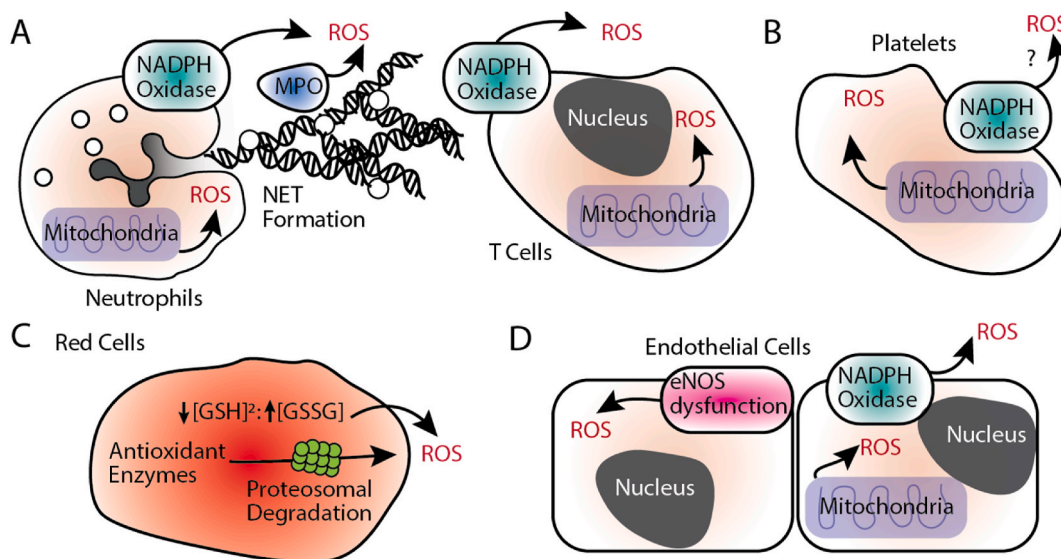 A
NADPH
Oxidase
ROS
MPO
NET
Formation
ROS
Mitochondria
Neutrophils
NADPH
Oxidase
ROS
Nucleus
ROS
Mitochondria
T Cells
B
Platelets
ROS
?
ROS
NADPH
Oxidase
Mitochondria
C
Red Cells
↓[GSH]²:↑[GSSG]
Antioxidant
Enzymes
Proteosomal
Degradation
ROS
D
Endothelial Cells
eNOS
dysfunction
ROS
Nucleus
NADPH
Oxidase
ROS
Nucleus
ROS
Mitochondria